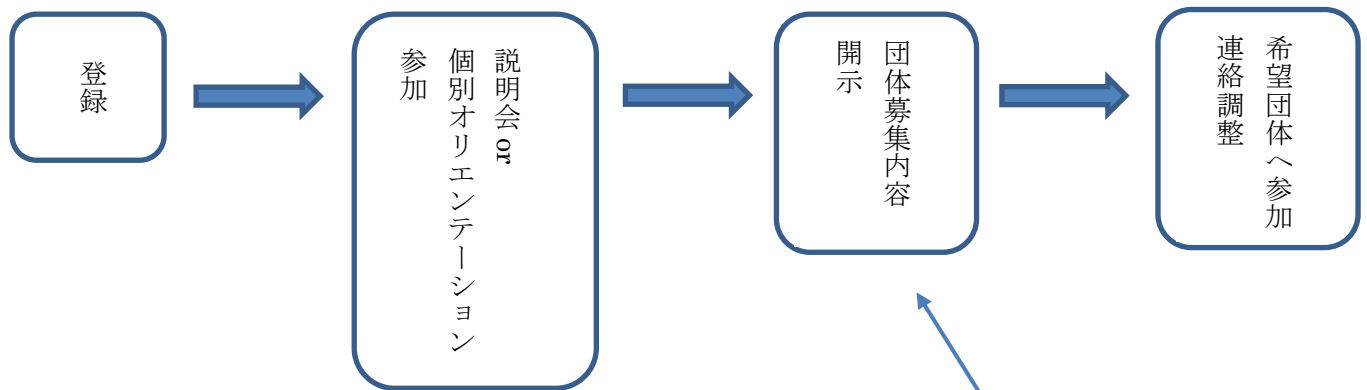 登録
説明会 or
個別オリエンテーション
参加
団体募集内容
開示
希望団体へ参加
連絡調整